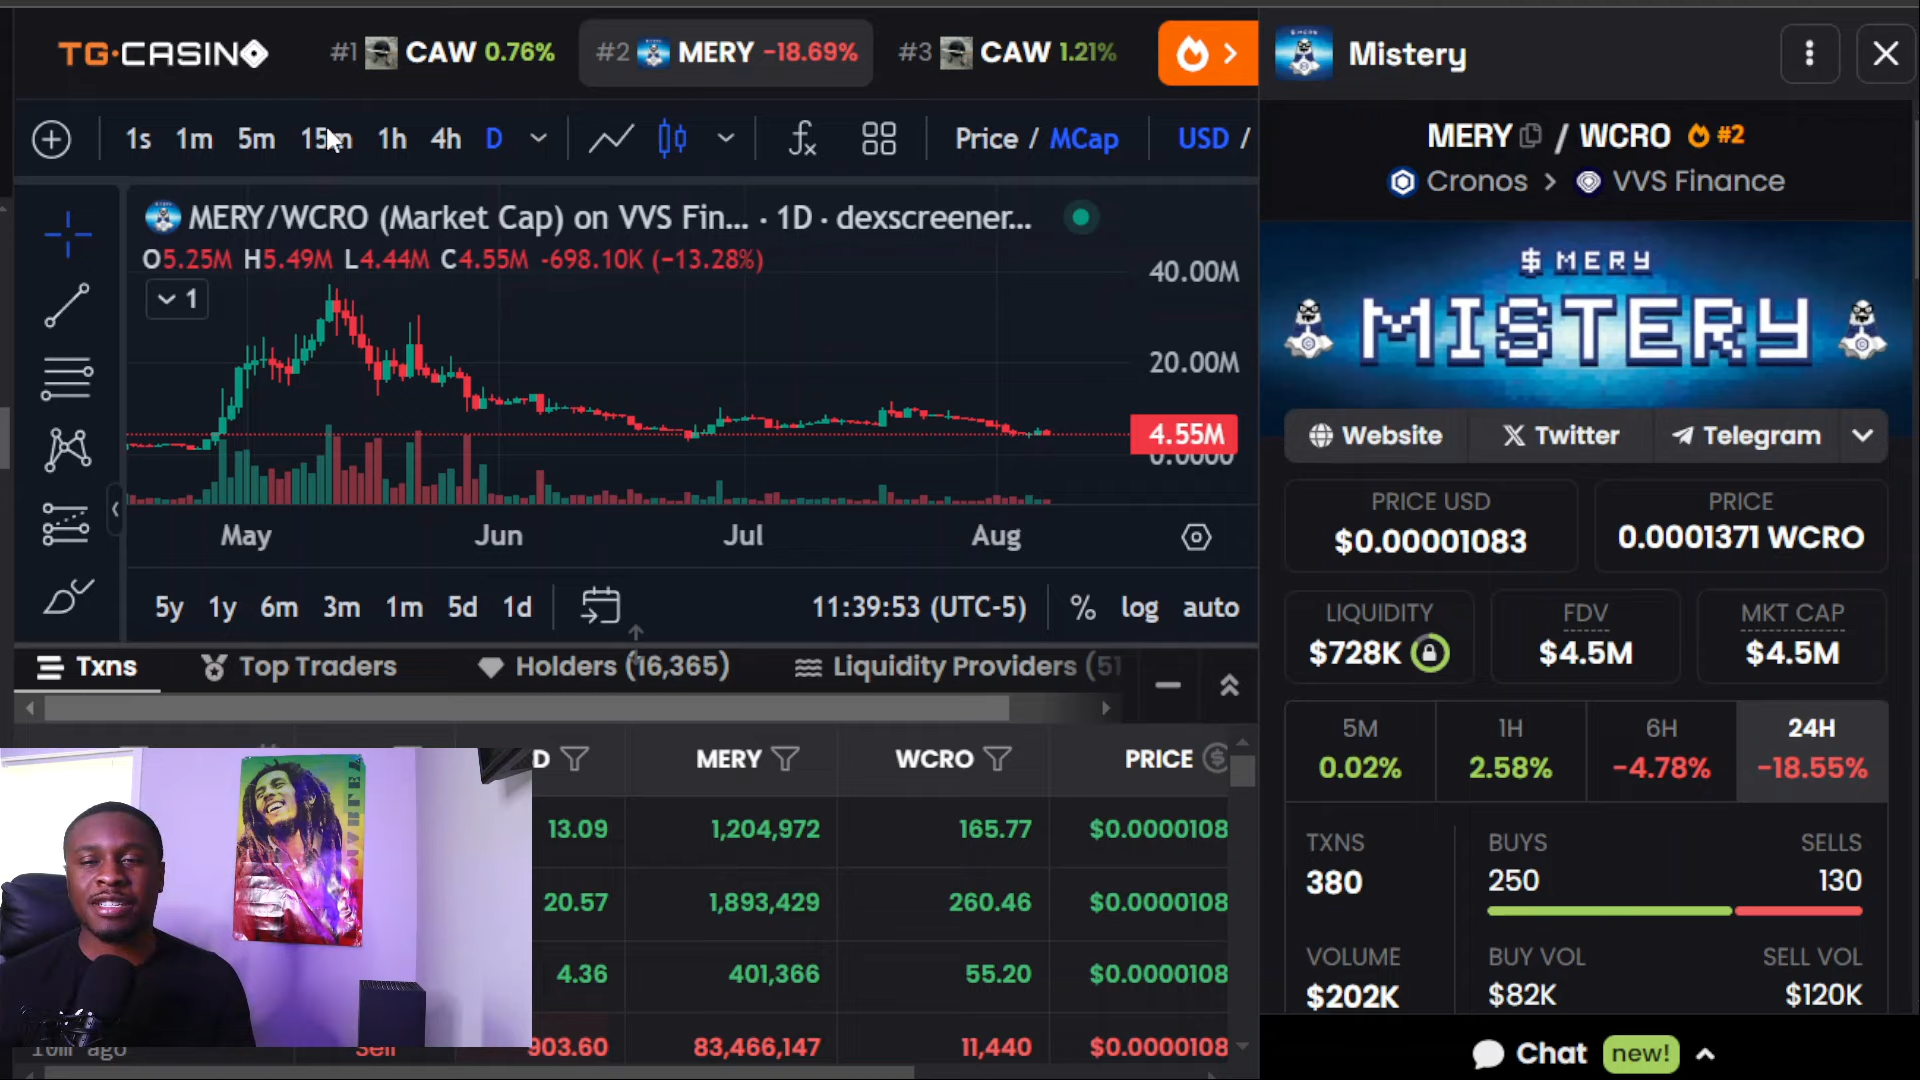 TG·CASINO
#1 CAW 0.76%
#2 MERY -18.69%
#3 CAW 1.21%
Mistery
1s 1m 5m 15m 1h 4h D
Price / MCap
USD /
MERY / WCRO #2
Cronos > VVS Finance
MERY/WCRO (Market Cap) on VVS Fin... · 1D · dexscreener...
O5.25M H5.49M L4.44M C4.55M -698.10K (−13.28%)
1
40.00M
20.00M
4.55M
0.0000
May Jun Jul Aug
$ MERY
MISTERY
Website
Twitter
Telegram
PRICE USD
$0.00001083
PRICE
0.0001371 WCRO
5y 1y 6m 3m 1m 5d 1d
11:39:53 (UTC-5)
% log auto
LIQUIDITY
$728K
FDV
$4.5M
MKT CAP
$4.5M
Txns
Top Traders
Holders (16,365)
Liquidity Providers (51
5M
0.02%
1H
2.58%
6H
-4.78%
24H
-18.55%
D MERY WCRO PRICE
13.09 1,204,972 165.77 $0.0000108
20.57 1,893,429 260.46 $0.0000108
4.36 401,366 55.20 $0.0000108
10m ago Sell 903.60 83,466,147 11,440 $0.0000108
TXNS
380
BUYS
250
SELLS
130
VOLUME
$202K
BUY VOL
$82K
SELL VOL
$120K
Chat new!